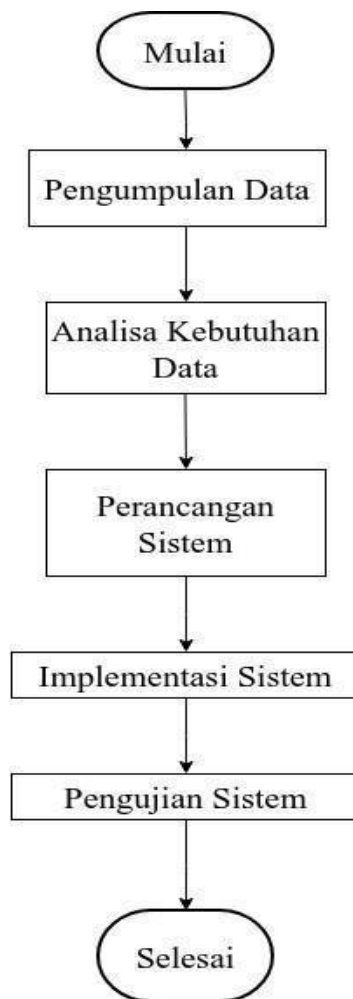 Mulai
Pengumpulan Data
Analisa Kebutuhan
Data
Perancangan
Sistem
Implementasi Sistem
Pengujian Sistem
Selesai